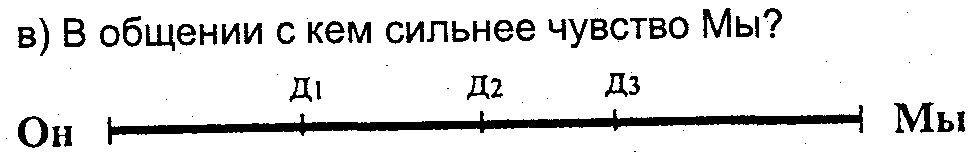 в) В общении с кем сильнее чувство Мы?
Д1 Д2 Д3
Он Мы